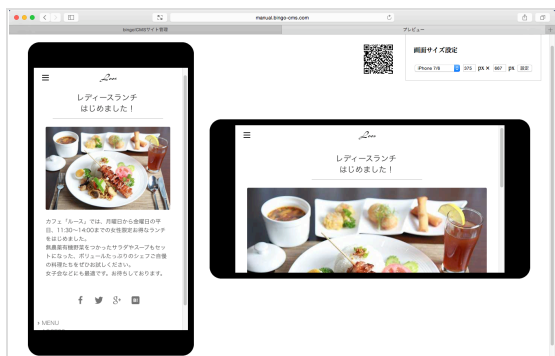 manual.bingo-cms.com
bingo!CMSサイト管理
プレビュー
画面サイズ設定
iPhone 7/8
375
px ×
667
px
設定
Loos
レディースランチ
はじめました！
カフェ「ルース」では、月曜日から金曜日の平
日、11:30〜14:00までの女性限定お得なランチ
をはじめました。
無農薬有機野菜をつかったサラダやスープもセッ
トになった、ボリュームたっぷりのシェフご自慢
の料理たちをぜひお試しください。
女子会などにも最適です。お待ちしております。
MENU
Loos
レディースランチ
はじめました！